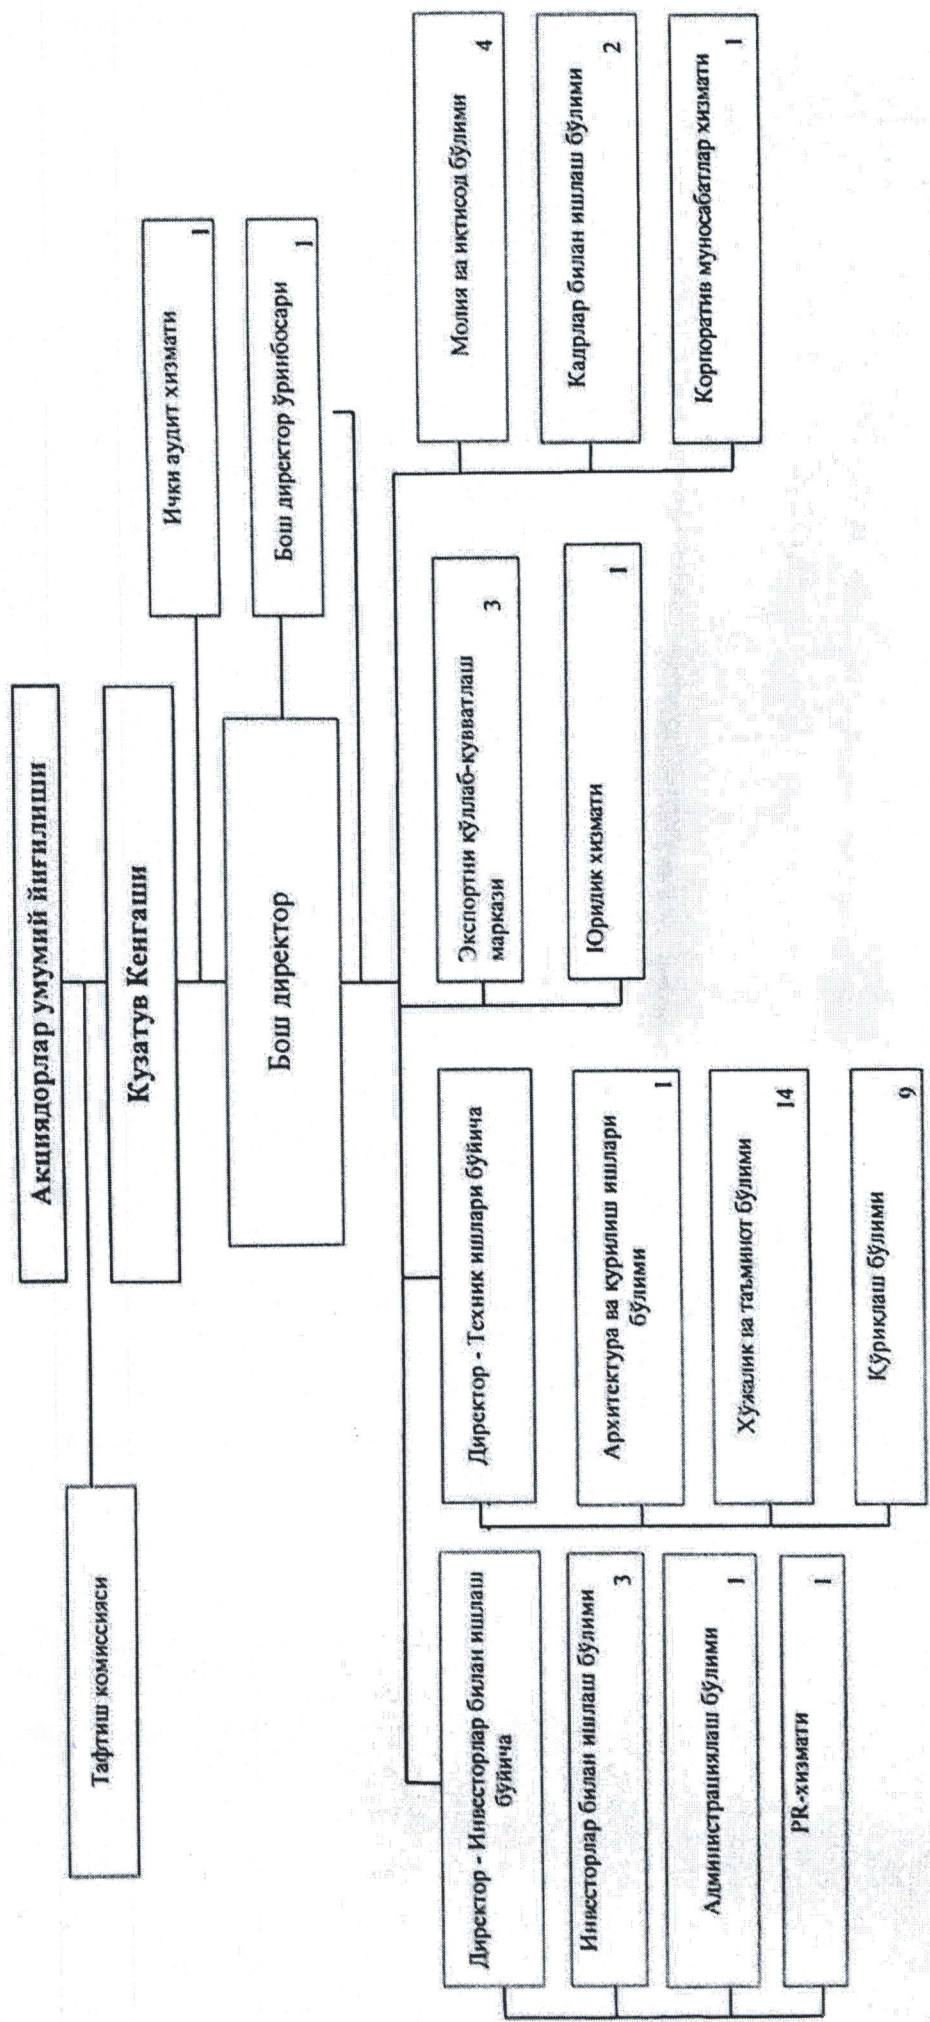 Акциядорлар умумий йиғилиши
Тафтиш комиссияси
Кузатув Кенгаши
Ички аудит хизмати
1
Бош директор
Бош директор ўринбосари
1
Директор - Инвесторлар билан ишлаш
бўйича
Инвесторлар билан ишлаш бўлими
3
Администрациялаш бўлими
1
PR-хизмати
1
Директор - Техник ишлари бўйича
Архитектура ва курилиш ишлари
бўлими
1
Хўжалик ва таъминот бўлими
14
Қўриқлаш бўлими
9
Экспортни қўллаб-қувватлаш
маркази
3
Юридик хизмати
1
Молия ва иқтисод бўлими
4
Кадрлар билан ишлаш бўлими
2
Корпоратив муносабатлар хизмати
1